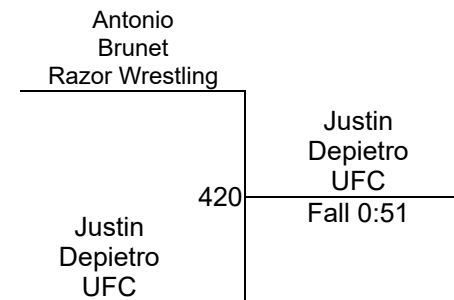 Antonio
Brunet
Razor Wrestling
Justin
Depietro
UFC
420
Fall 0:51
Justin
Depietro
UFC